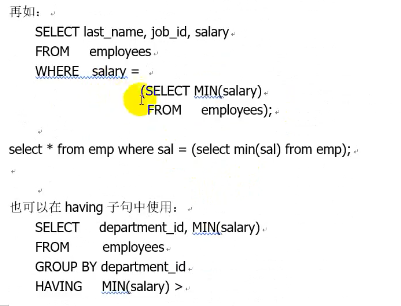 再如：
SELECT last_name, job_id, salary
FROM employees
WHERE salary =
(SELECT MIN(salary)
FROM employees);
select * from emp where sal = (select min(sal) from emp);
也可以在 having 子句中使用：
SELECT department_id, MIN(salary)
FROM employees
GROUP BY department_id
HAVING MIN(salary) >